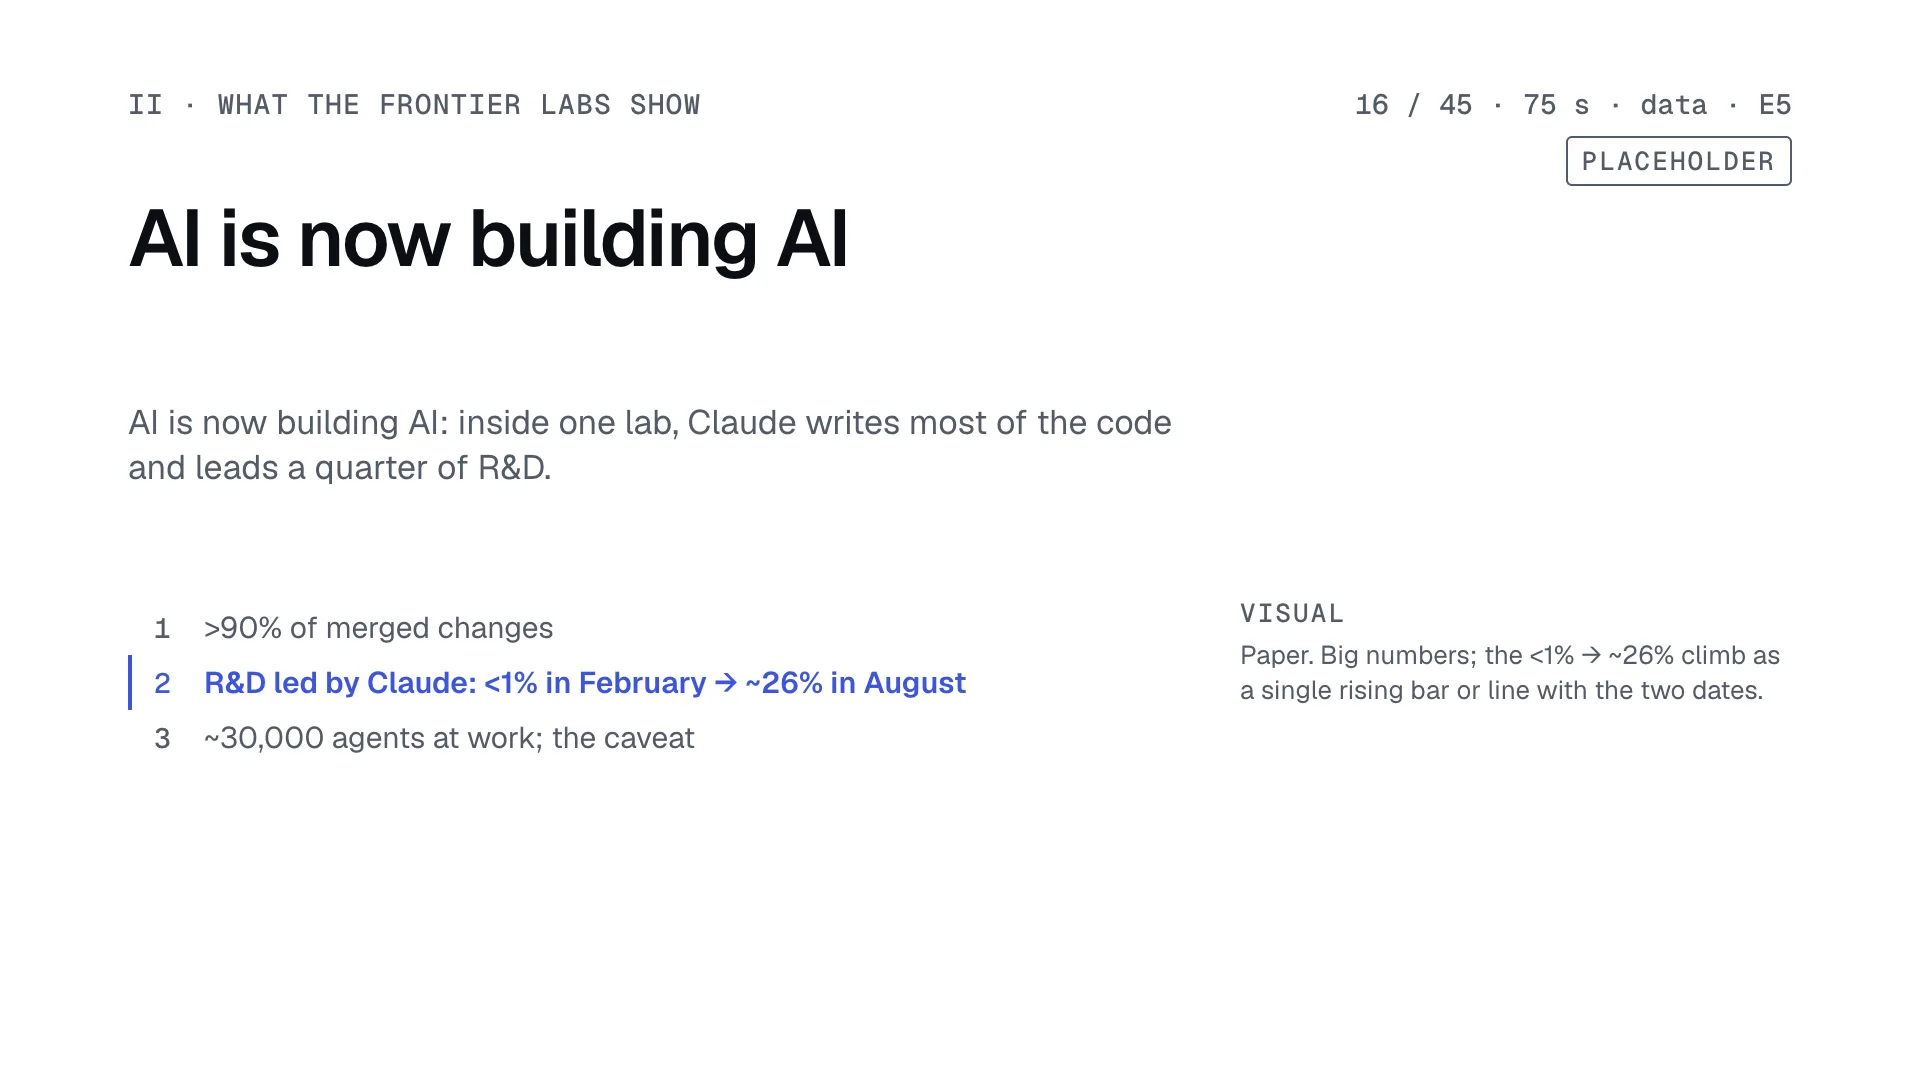 II · WHAT THE FRONTIER LABS SHOW
16 / 45 · 75 s · data · E5
PLACEHOLDER
AI is now building AI
AI is now building AI: inside one lab, Claude writes most of the code
and leads a quarter of R&D.
1 >90% of merged changes
2 R&D led by Claude: <1% in February → ~26% in August
3 ~30,000 agents at work; the caveat
VISUAL
Paper. Big numbers; the <1% → ~26% climb as
a single rising bar or line with the two dates.